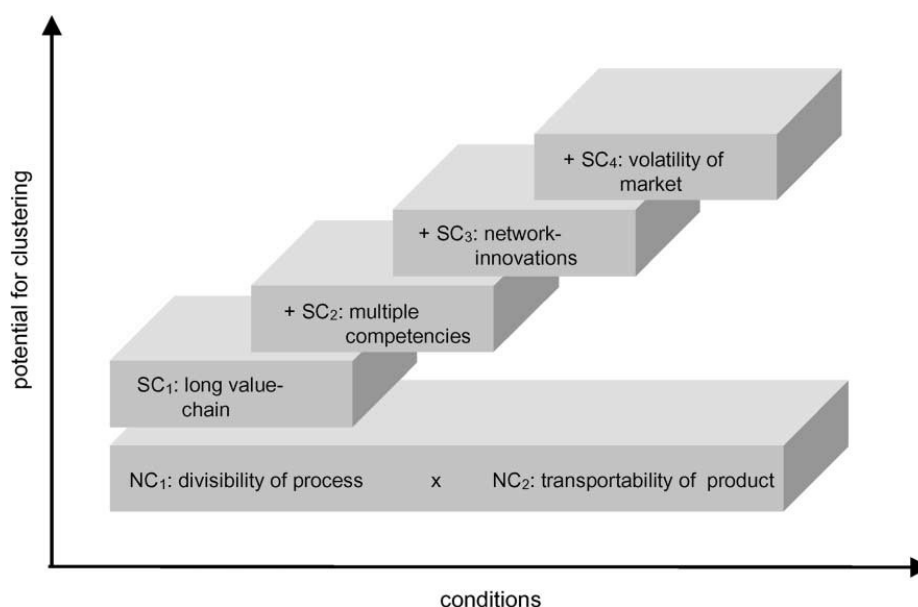 potential for clustering
+ SC₄: volatility of
market
+ SC₃: network-
innovations
+ SC₂: multiple
competencies
SC₁: long value-
chain
NC₁: divisibility of process x NC₂: transportability of product
conditions